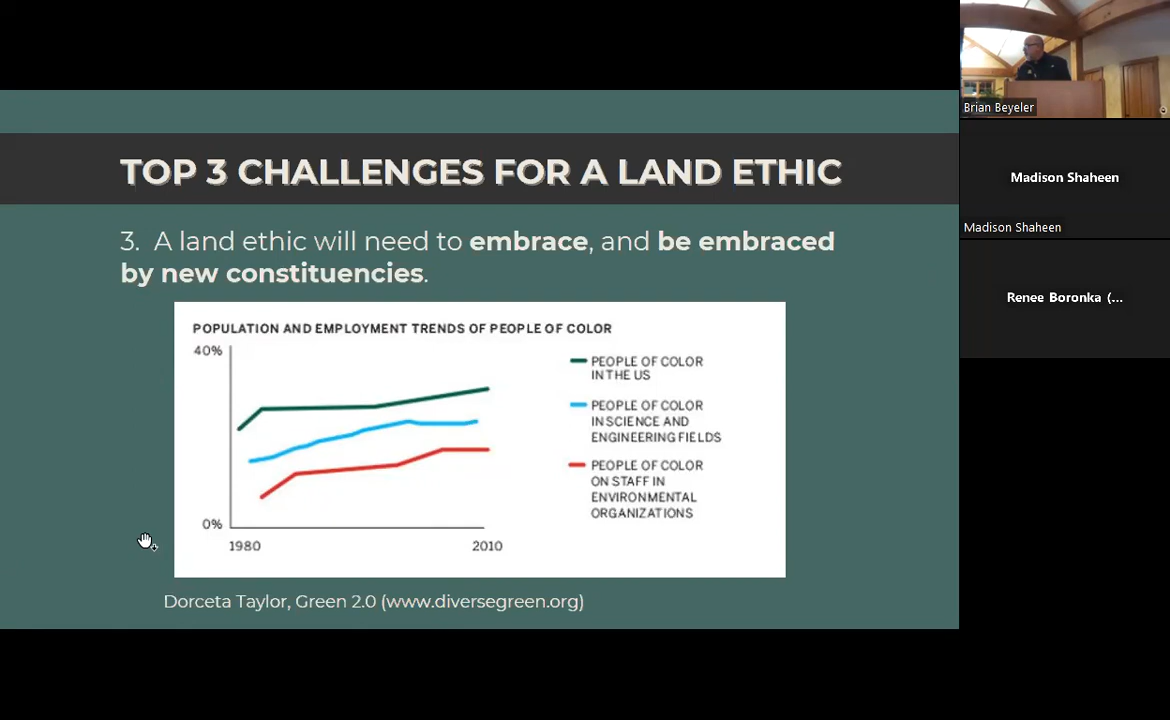 TOP 3 CHALLENGES FOR A LAND ETHIC
3. A land ethic will need to embrace, and be embraced
by new constituencies.
POPULATION AND EMPLOYMENT TRENDS OF PEOPLE OF COLOR
40%
0%
1980
2010
PEOPLE OF COLOR
IN THE US
PEOPLE OF COLOR
IN SCIENCE AND
ENGINEERING FIELDS
PEOPLE OF COLOR
ON STAFF IN
ENVIRONMENTAL
ORGANIZATIONS
Dorceta Taylor, Green 2.0 (www.diversegreen.org)
Brian Beyeler
Madison Shaheen
Madison Shaheen
Renee Boronka (...